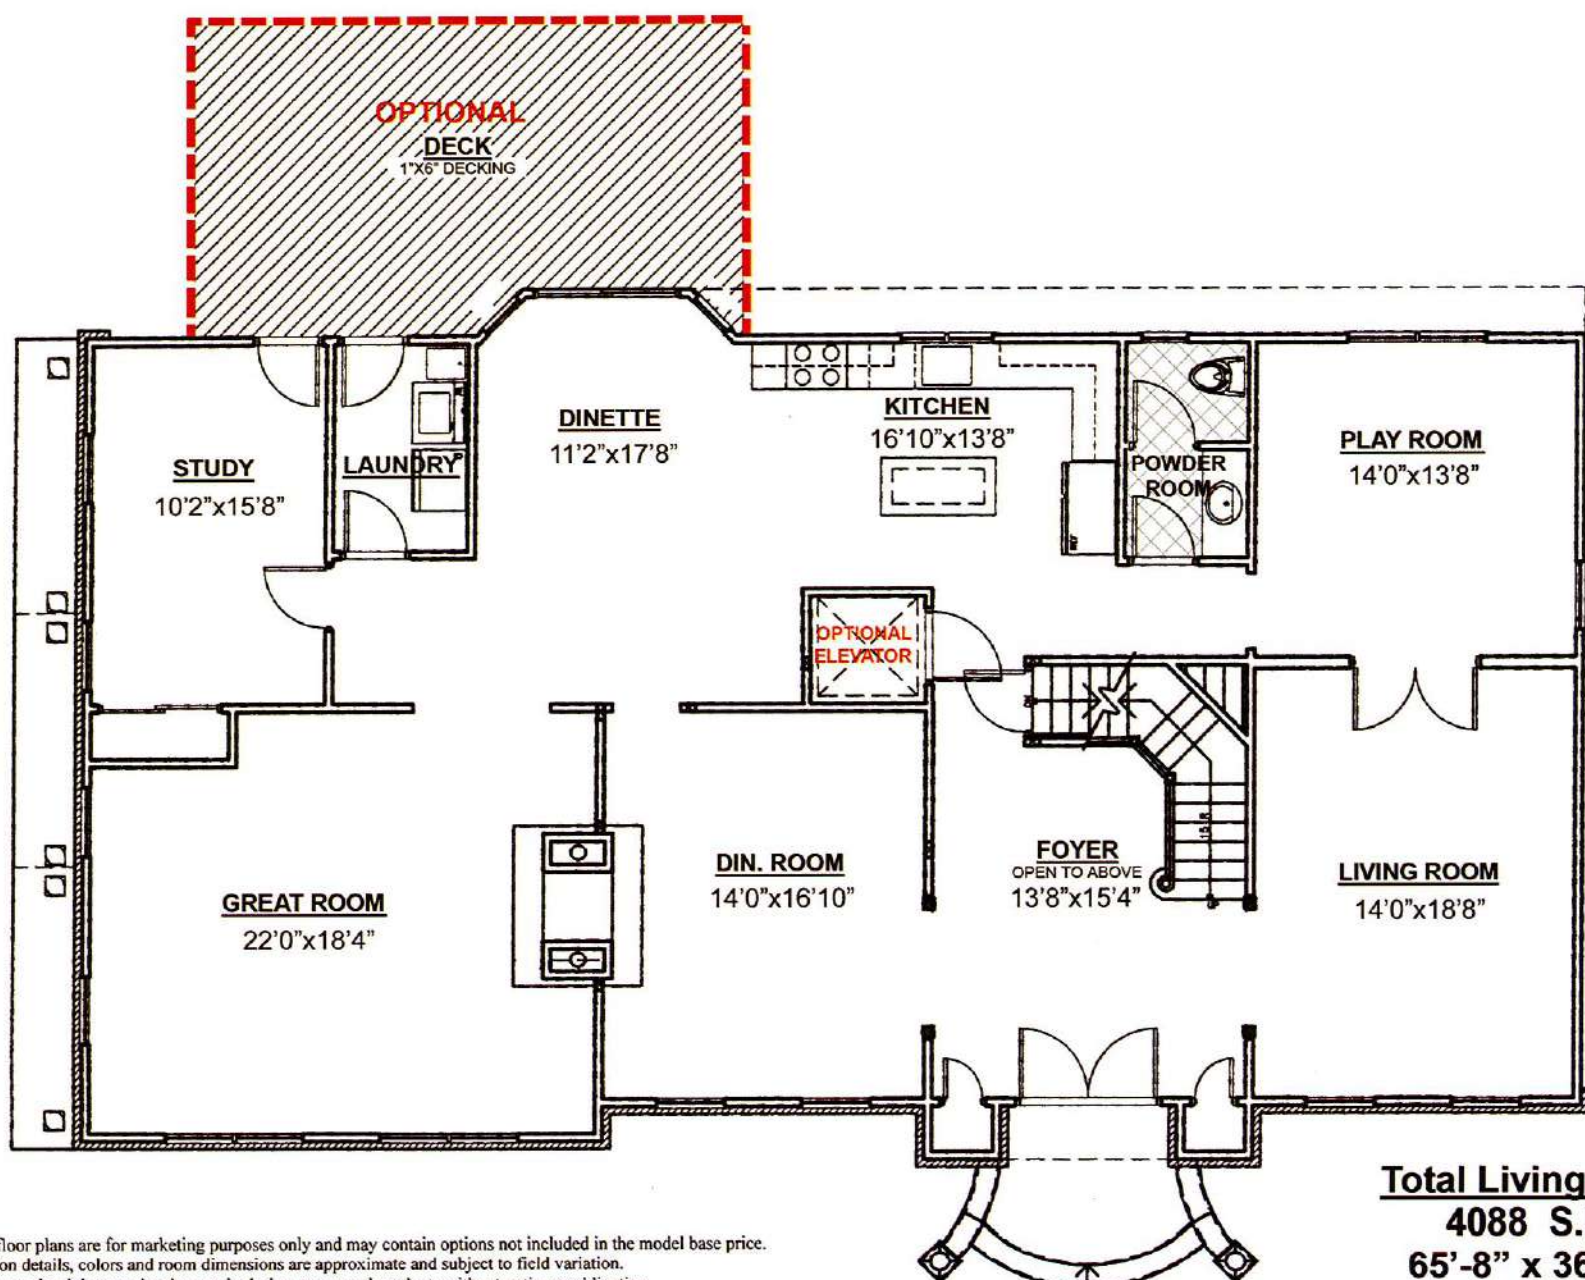 OPTIONAL
DECK
1"X6" DECKING
DINETTE
11'2"x17'8"
KITCHEN
16'10"x13'8"
PLAY ROOM
14'0"x13'8"
STUDY
10'2"x15'8"
LAUNDRY
POWDER
ROOM
REF
OPTIONAL
ELEVATOR
DIN. ROOM
14'0"x16'10"
FOYER
OPEN TO ABOVE
13'8"x15'4"
LIVING ROOM
14'0"x18'8"
GREAT ROOM
22'0"x18'4"
Total Living
4088 S.
65'-8" x 36
floor plans are for marketing purposes only and may contain options not included in the model base price.
on details, colors and room dimensions are approximate and subject to field variation.